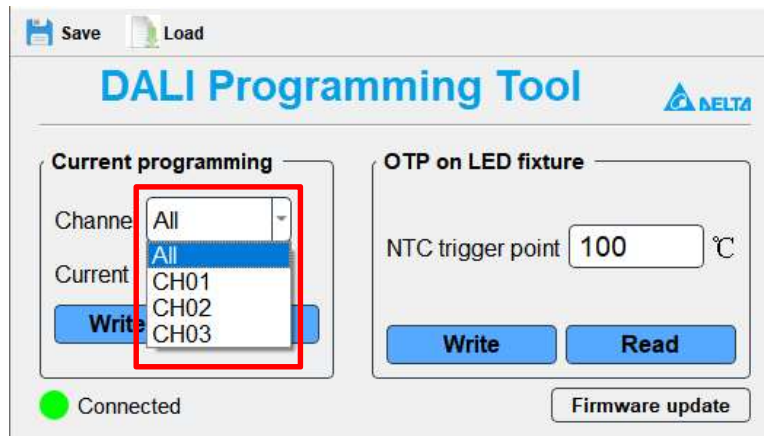 Save Load
DALI Programming Tool
DELTA
Current programming
Channe All
All
CH01
CH02
CH03
Current
Write
OTP on LED fixture
NTC trigger point 100 ℃
Write Read
Connected
Firmware update